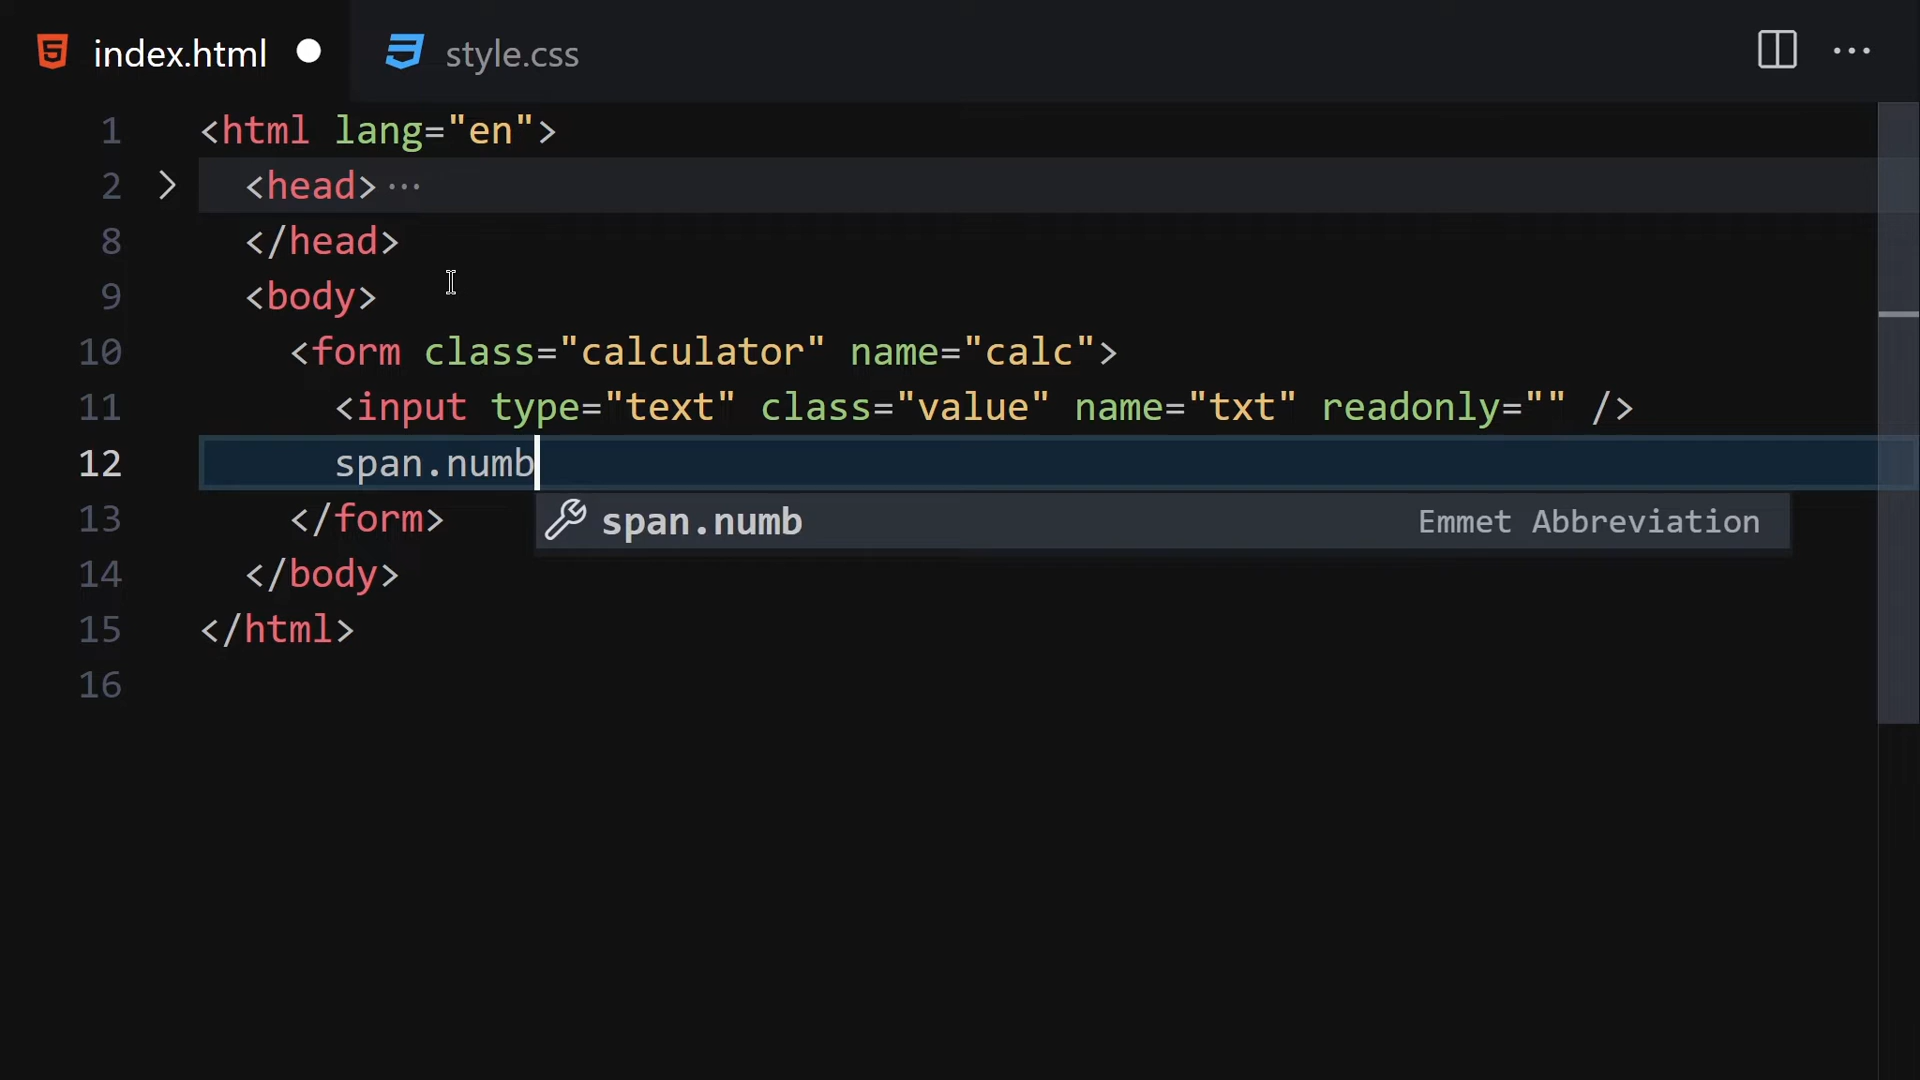 index.html style.css
1 <html lang="en">
2 <head> ···
8 </head>
9 <body>
10 <form class="calculator" name="calc">
11 <input type="text" class="value" name="txt" readonly="" />
12 span.numb
span.numb Emmet Abbreviation
13 </form>
14 </body>
15 </html>
16